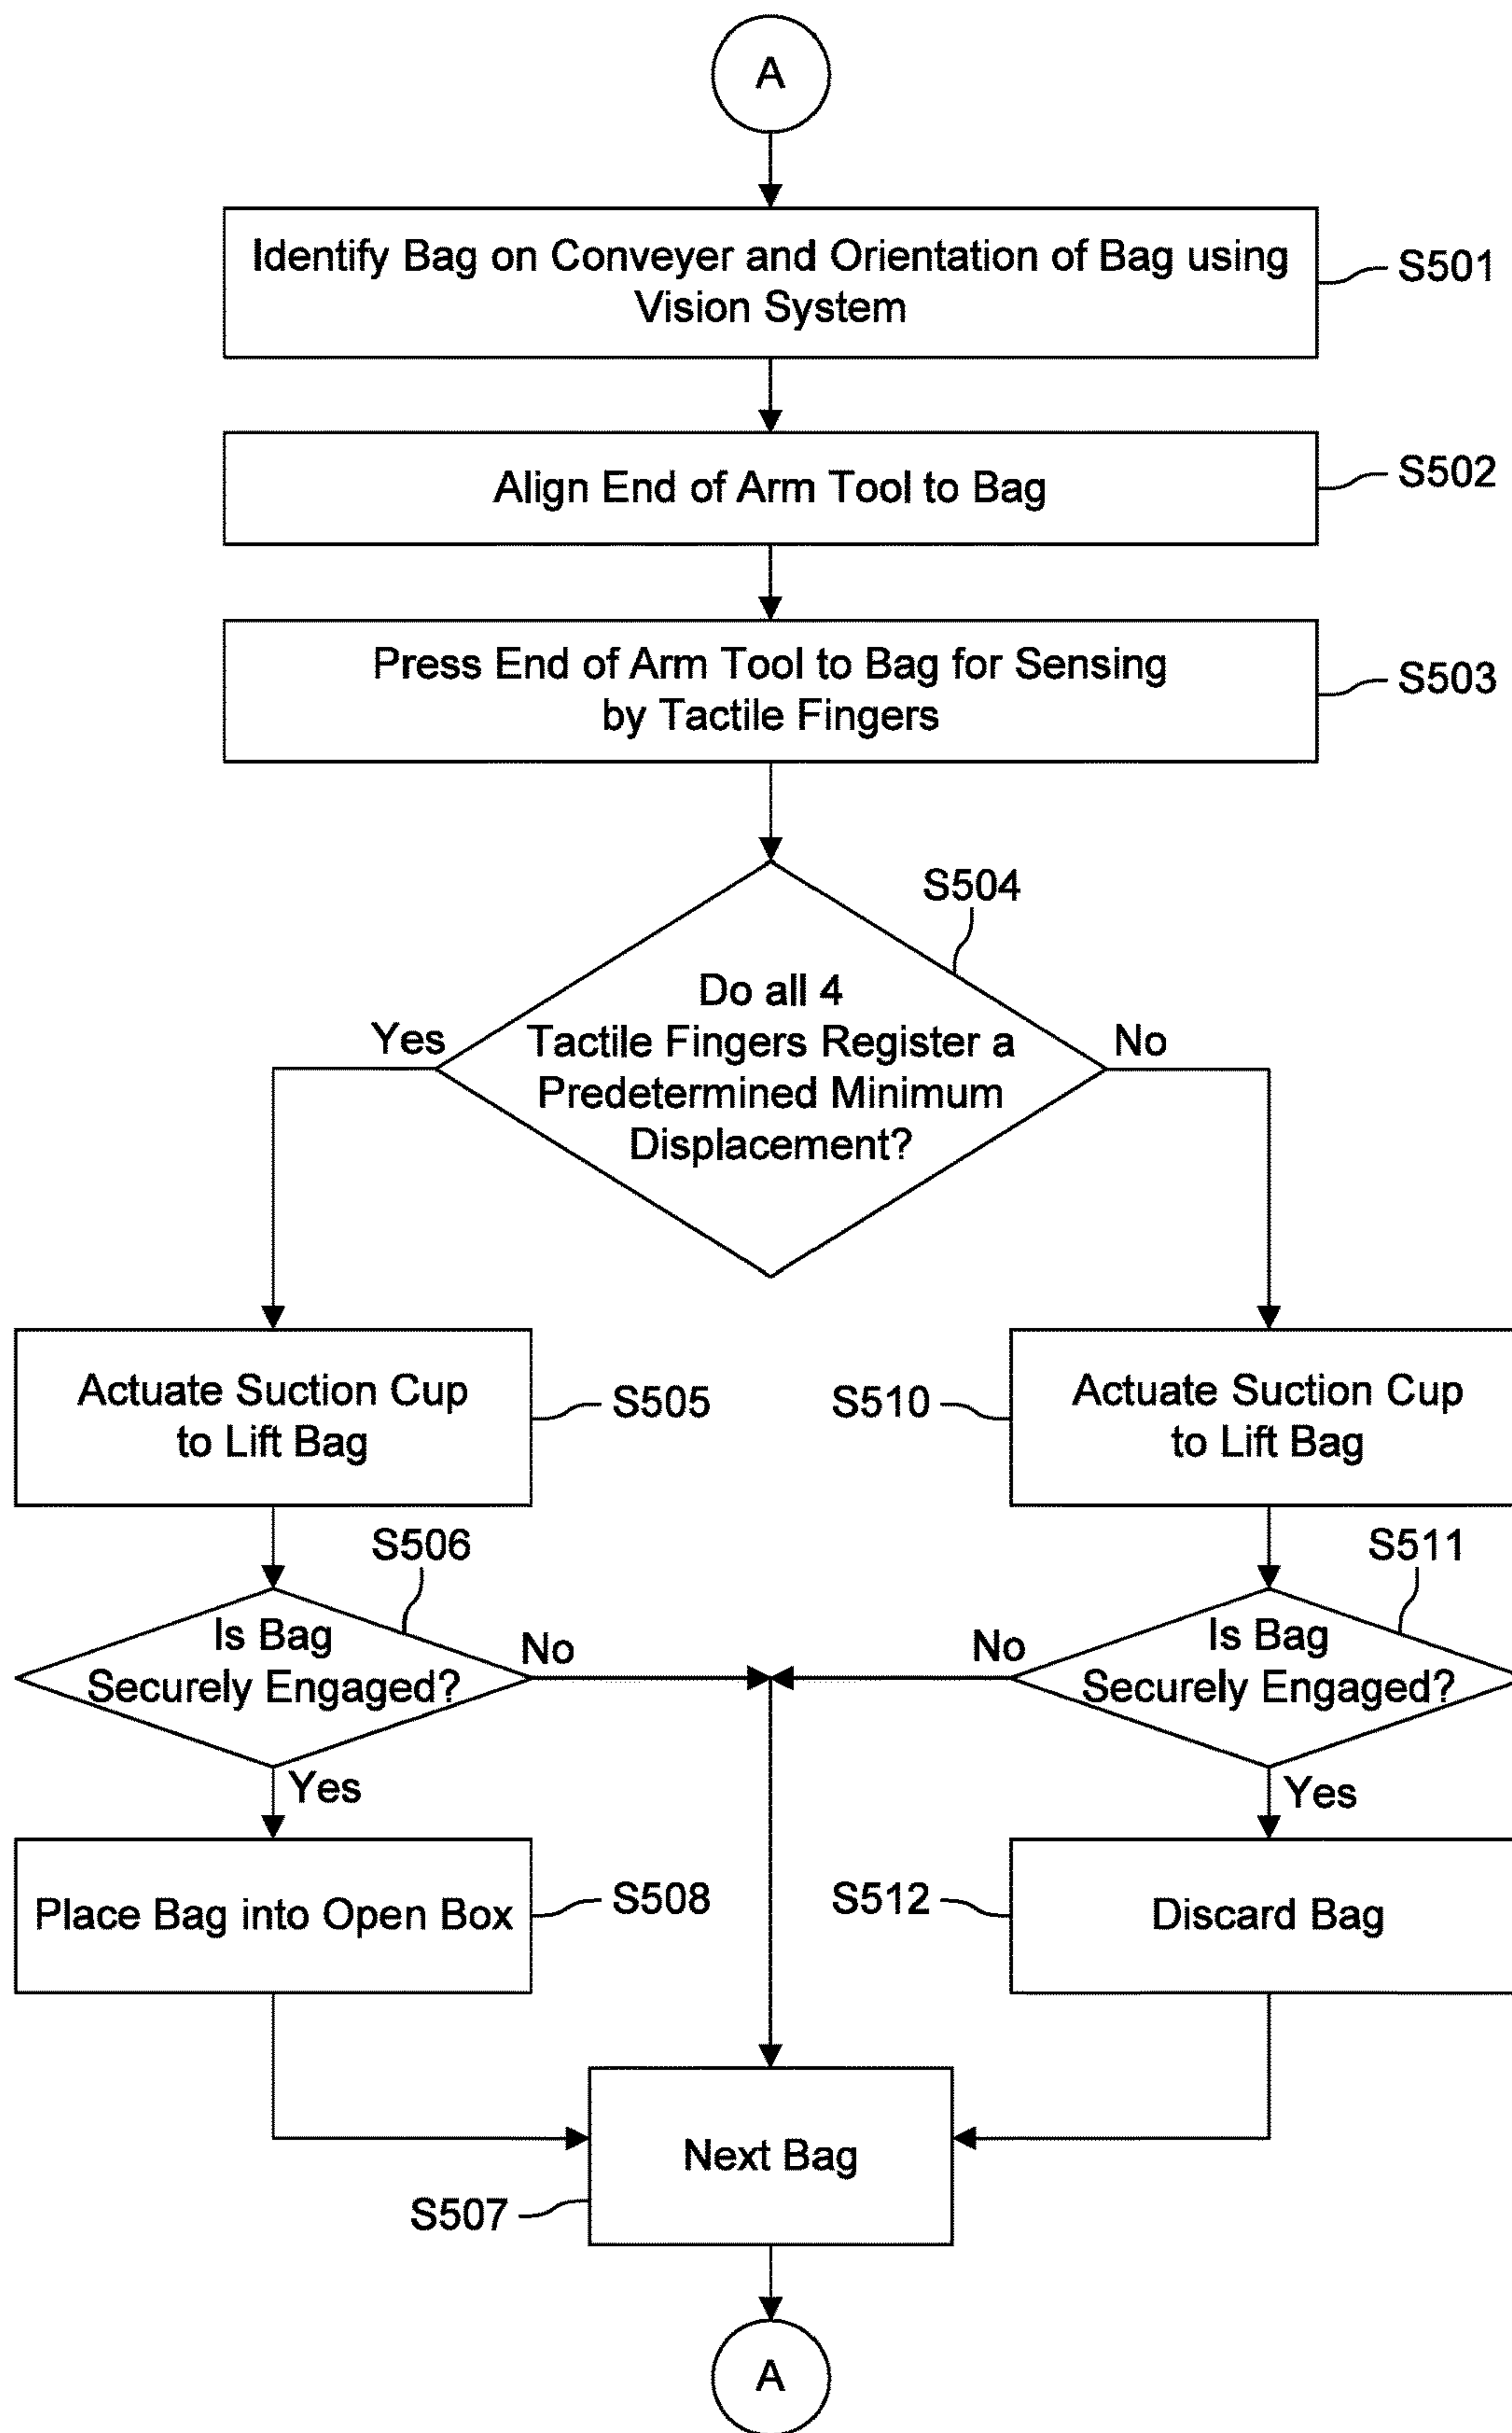 A
Identify Bag on Conveyer and Orientation of Bag using
Vision System
S501
Align End of Arm Tool to Bag
S502
Press End of Arm Tool to Bag for Sensing
by Tactile Fingers
S503
S504
Do all 4
Tactile Fingers Register a
Predetermined Minimum
Displacement?
Yes
No
Actuate Suction Cup
to Lift Bag
S505
S510
Actuate Suction Cup
to Lift Bag
S506
S511
Is Bag
Securely Engaged?
No
No
Is Bag
Securely Engaged?
Yes
Yes
Place Bag into Open Box
S508
S512
Discard Bag
Next Bag
S507
A